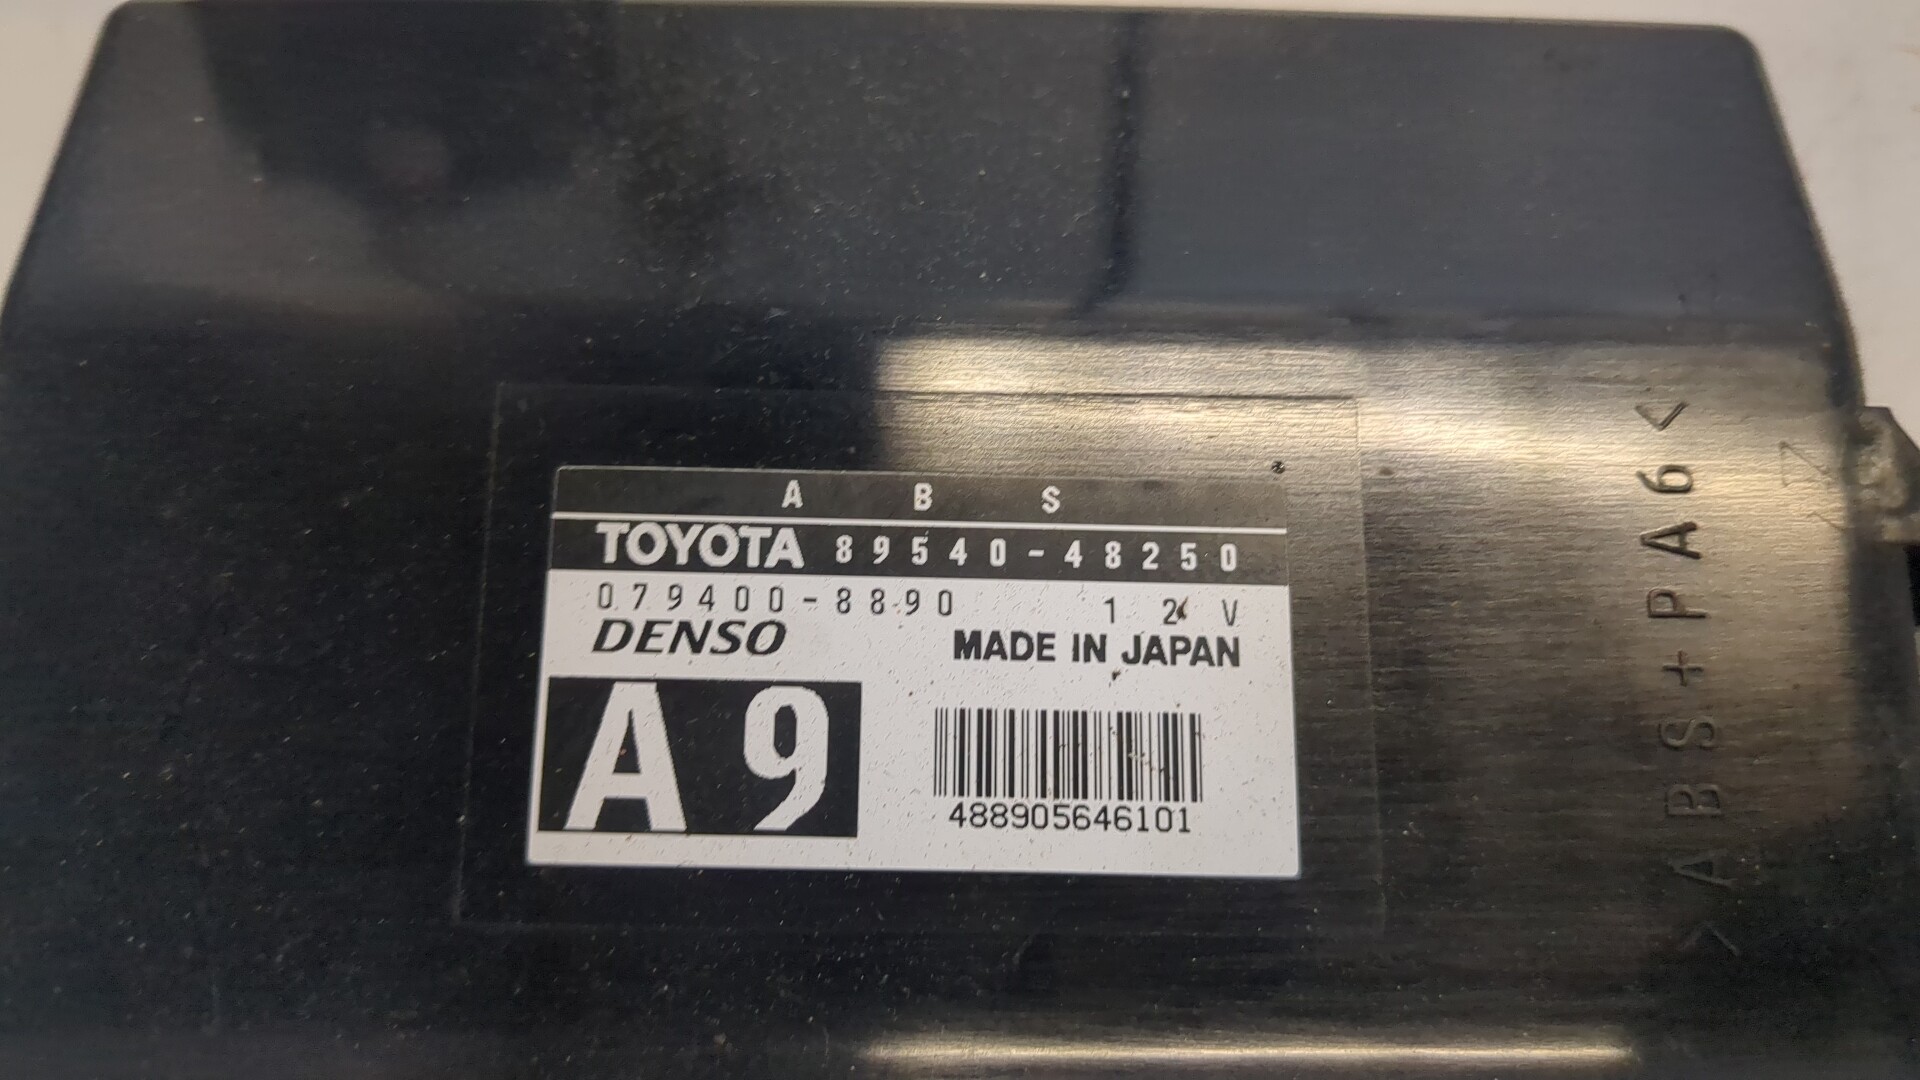 A B S
TOYOTA 89540-48250
079400-8890 12V
DENSO MADE IN JAPAN
A9
488905646101
>ABS+PA6<